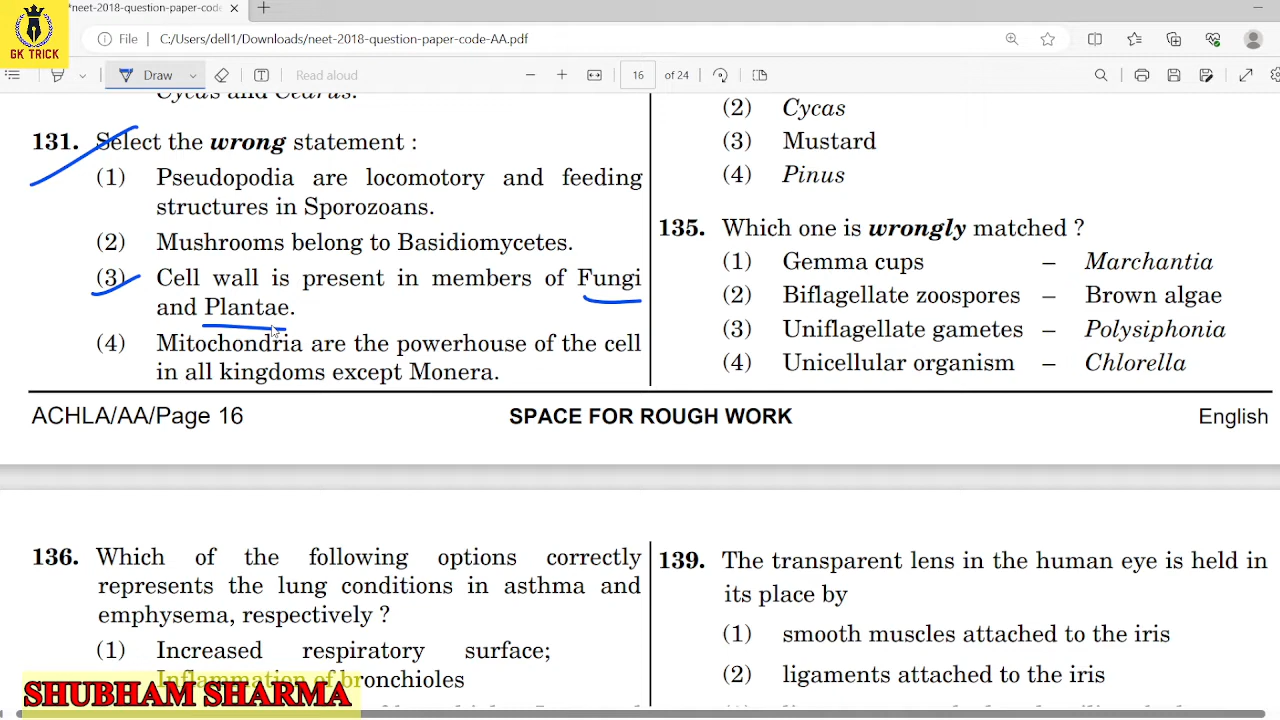 GK TRICK
*neet-2018-question-paper-code
File
C:/Users/dell1/Downloads/neet-2018-question-paper-code-AA.pdf
Draw
Read aloud
16
of 24
Cycas and Cedrus.
131. Select the wrong statement :
(1) Pseudopodia are locomotory and feeding
structures in Sporozoans.
(2) Mushrooms belong to Basidiomycetes.
(3) Cell wall is present in members of Fungi
and Plantae.
(4) Mitochondria are the powerhouse of the cell
in all kingdoms except Monera.
(2) Cycas
(3) Mustard
(4) Pinus
135. Which one is wrongly matched ?
(1) Gemma cups – Marchantia
(2) Biflagellate zoospores – Brown algae
(3) Uniflagellate gametes – Polysiphonia
(4) Unicellular organism – Chlorella
ACHLA/AA/Page 16
SPACE FOR ROUGH WORK
English
136. Which of the following options correctly
represents the lung conditions in asthma and
emphysema, respectively ?
(1) Increased respiratory surface;
Inflammation of bronchioles
139. The transparent lens in the human eye is held in
its place by
(1) smooth muscles attached to the iris
(2) ligaments attached to the iris
SHUBHAM SHARMA